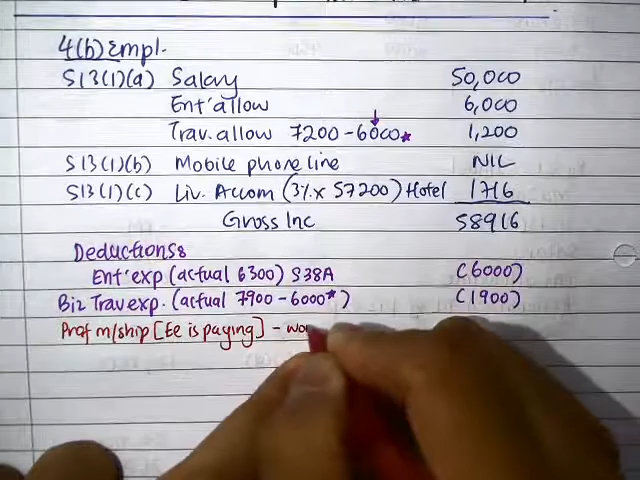 4(b) Empl.
S13(1)(a) Salary 50,000
Ent'allow 6,000
Trav. allow 7200 - 6000* 1,200
S13(1)(b) Mobile phone line NIL
S13(1)(c) Liv. Accom (3% x 57200) Hotel 1716
Gross Inc 58916
Deductions:
Ent'exp (actual 6300) S38A (6000)
Biz Trav exp. (actual 7900 - 6000*) (1900)
Prof m/ship [Ee is paying] -